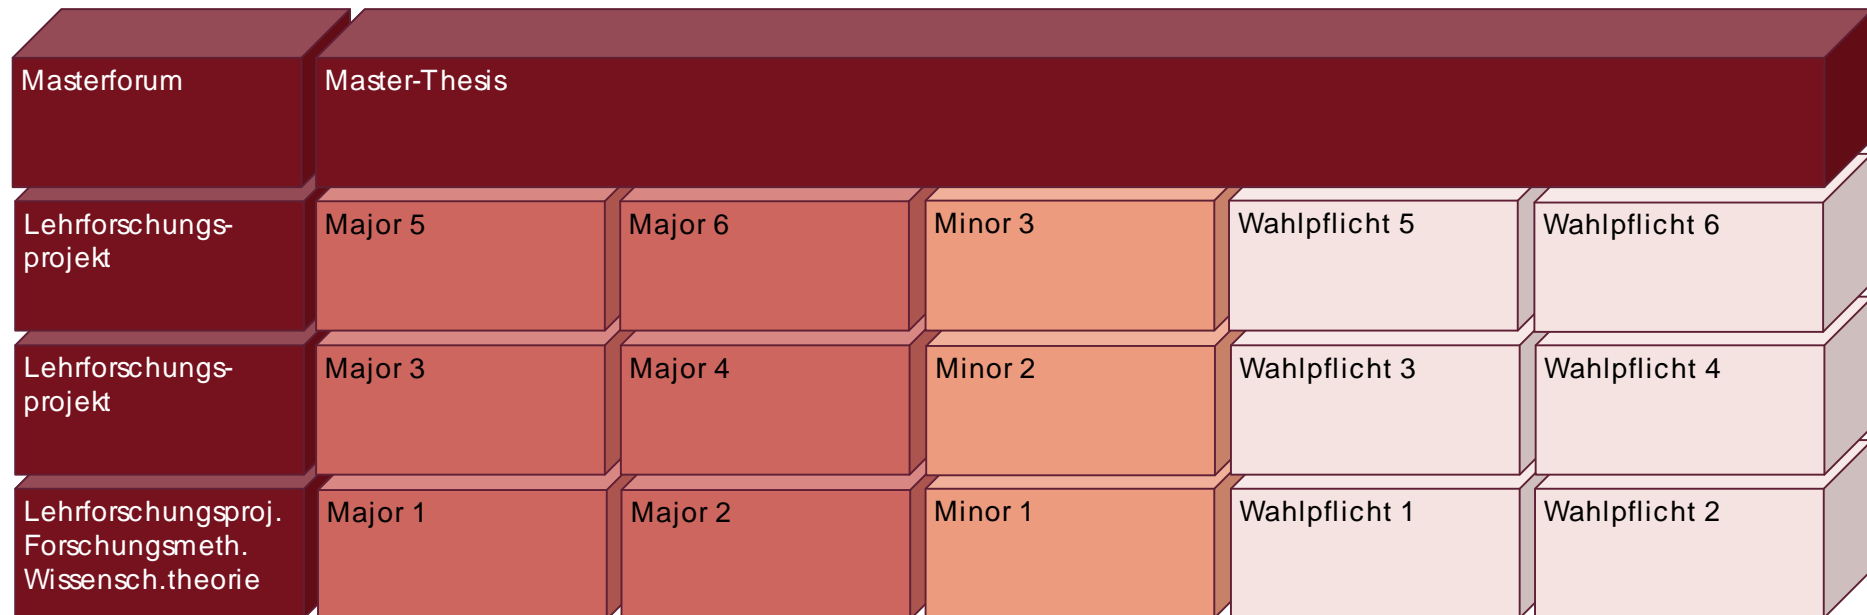 Masterforum
Master-Thesis
Lehrforschungs-
projekt
Major 5
Major 6
Minor 3
Wahlpflicht 5
Wahlpflicht 6
Lehrforschungs-
projekt
Major 3
Major 4
Minor 2
Wahlpflicht 3
Wahlpflicht 4
Lehrforschungsproj.
Forschungsmeth.
Wissensch.theorie
Major 1
Major 2
Minor 1
Wahlpflicht 1
Wahlpflicht 2